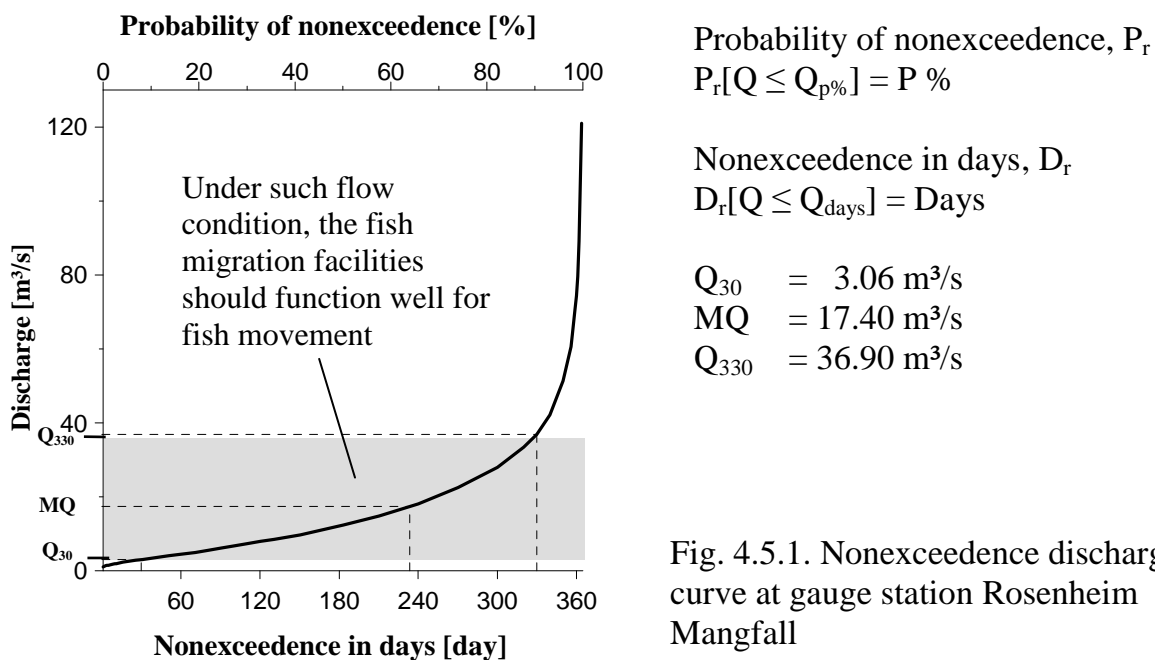 Probability of nonexceedence [%]
0 20 40 60 80 100
120
80
40
0
Discharge [m³/s]
Q₃₃₀
MQ
Q₃₀
Under such flow
condition, the fish
migration facilities
should function well for
fish movement
60 120 180 240 300 360
Nonexceedence in days [day]
Probability of nonexceedence, Pᵣ
Pᵣ[Q ≤ Qp%] = P %
Nonexceedence in days, Dᵣ
Dᵣ[Q ≤ Qdays] = Days
Q₃₀ = 3.06 m³/s
MQ = 17.40 m³/s
Q₃₃₀ = 36.90 m³/s
Fig. 4.5.1. Nonexceedence discharg
curve at gauge station Rosenheim
Mangfall